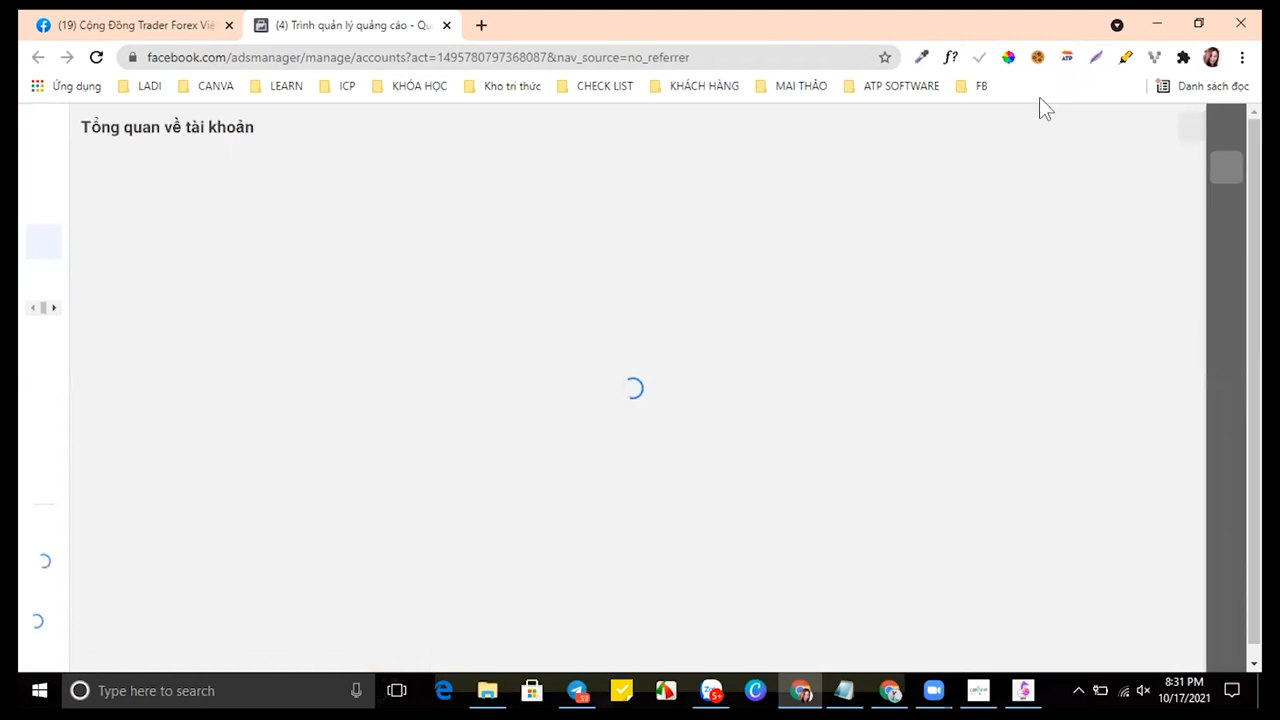 (19) Cộng Đồng Trader Forex Việ
(4) Trình quản lý quảng cáo - Qu
facebook.com/adsmanager/manage/accounts?act=1495780797368087&nav_source=no_referrer
f?
ATP
Ứng dụng
LADI
CANVA
LEARN
ICP
KHÓA HỌC
Kho tri thức
CHECK LIST
KHÁCH HÀNG
MAI THẢO
ATP SOFTWARE
FB
Danh sách đọc
Tổng quan về tài khoản
Type here to search
8:31 PM
10/17/2021